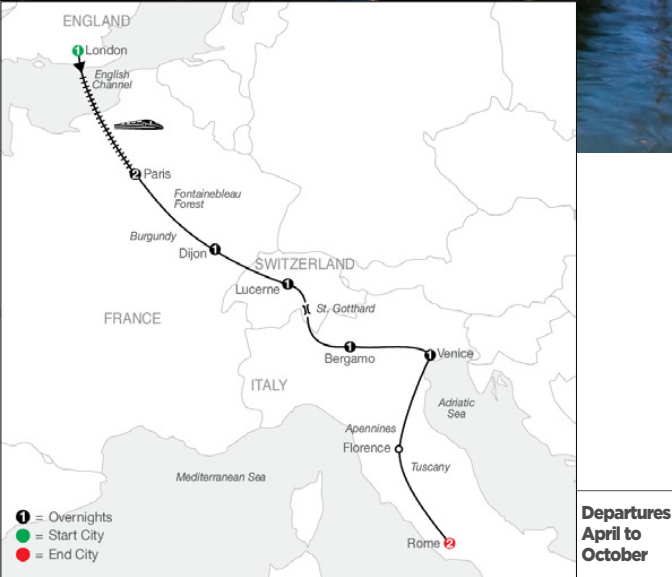 ENGLAND
1 London
English
Channel
2 Paris
Fontainebleau
Forest
Burgundy
Dijon 1
SWITZERLAND
Lucerne 1
St. Gotthard
FRANCE
1
Bergamo
1 Venice
ITALY
Adriatic
Sea
Apennines
Florence
Tuscany
Mediterranean Sea
1 = Overnights
= Start City
= End City
Rome 2
Departures
April to
October